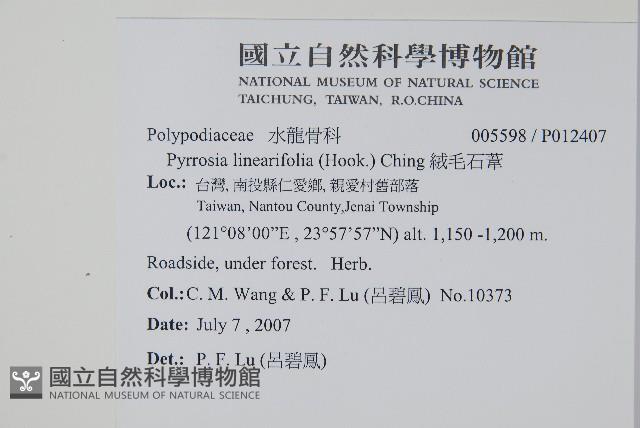 國立自然科學博物館
NATIONAL MUSEUM OF NATURAL SCIENCE
TAICHUNG, TAIWAN, R.O.CHINA
Polypodiaceae 水龍骨科 005598 / P012407
Pyrrosia linearifolia (Hook.) Ching 絨毛石葦
Loc.: 台灣, 南投縣仁愛鄉, 親愛村舊部落
Taiwan, Nantou County,Jenai Township
(121°08’00”E , 23°57’57”N) alt. 1,150 -1,200 m.
Roadside, under forest. Herb.
Col.: C. M. Wang & P. F. Lu (呂碧鳳) No.10373
Date: July 7 , 2007
Det.: P. F. Lu (呂碧鳳)
國立自然科學博物館
NATIONAL MUSEUM OF NATURAL SCIENCE